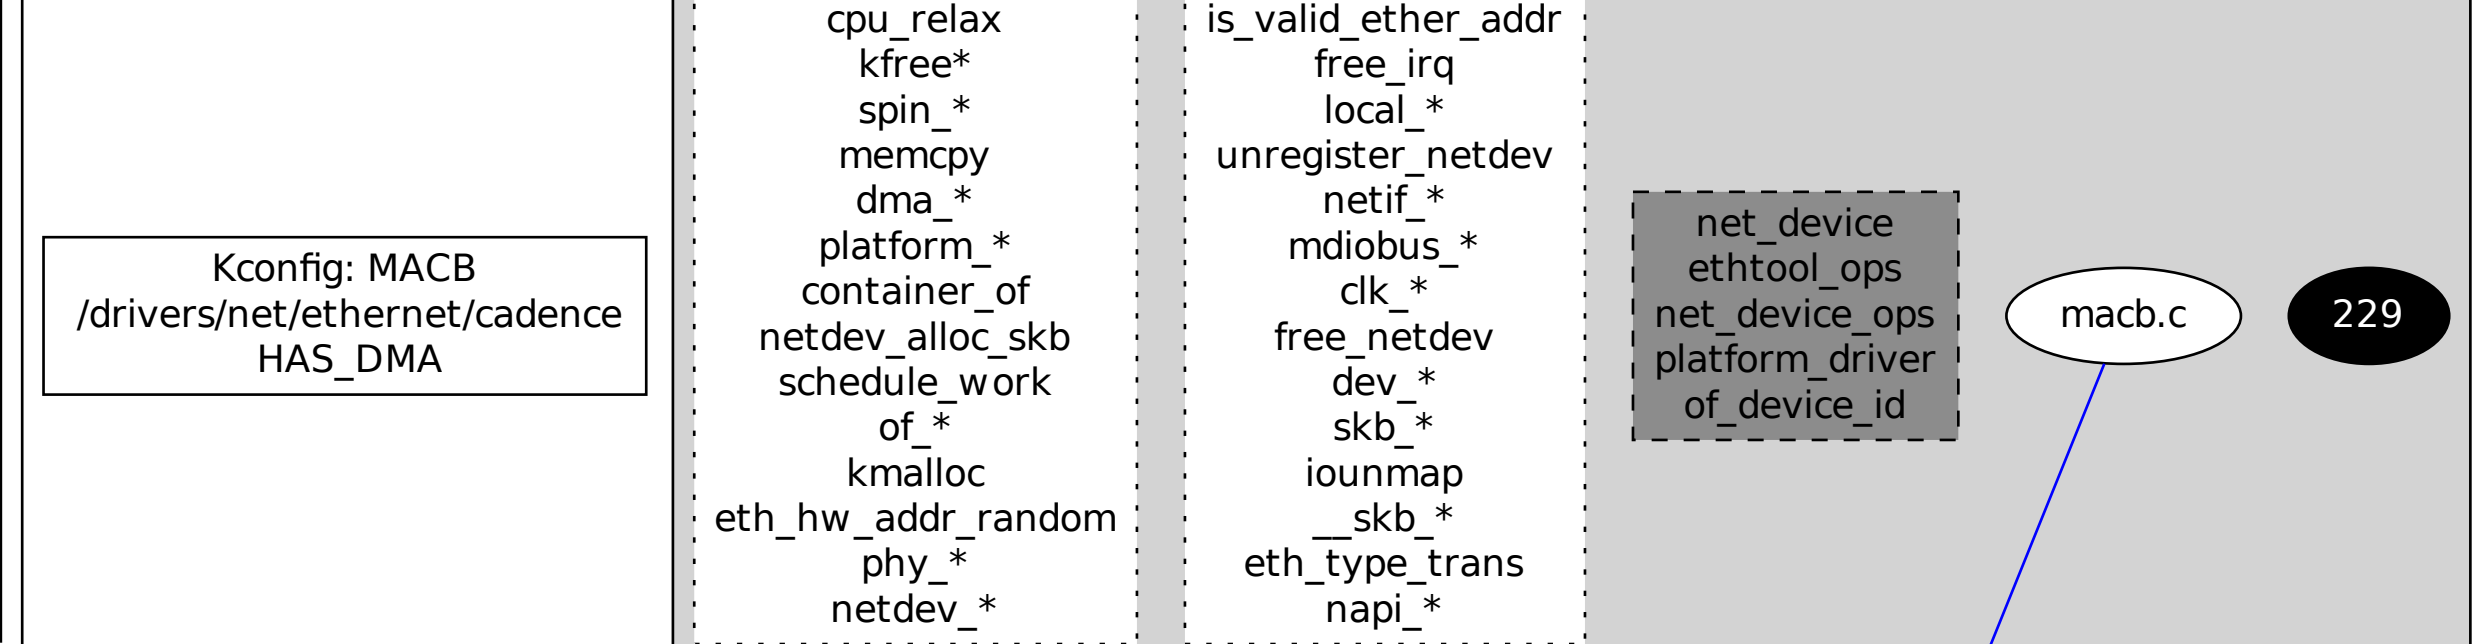 Kconfig: MACB
/drivers/net/ethernet/cadence
HAS_DMA
cpu_relax
kfree*
spin_*
memcpy
dma_*
platform_*
container_of
netdev_alloc_skb
schedule_work
of_*
kmalloc
eth_hw_addr_random
phy_*
netdev_*
is_valid_ether_addr
free_irq
local_*
unregister_netdev
netif_*
mdiobus_*
clk_*
free_netdev
dev_*
skb_*
iounmap
__skb_*
eth_type_trans
napi_*
net_device
ethtool_ops
net_device_ops
platform_driver
of_device_id
macb.c
229